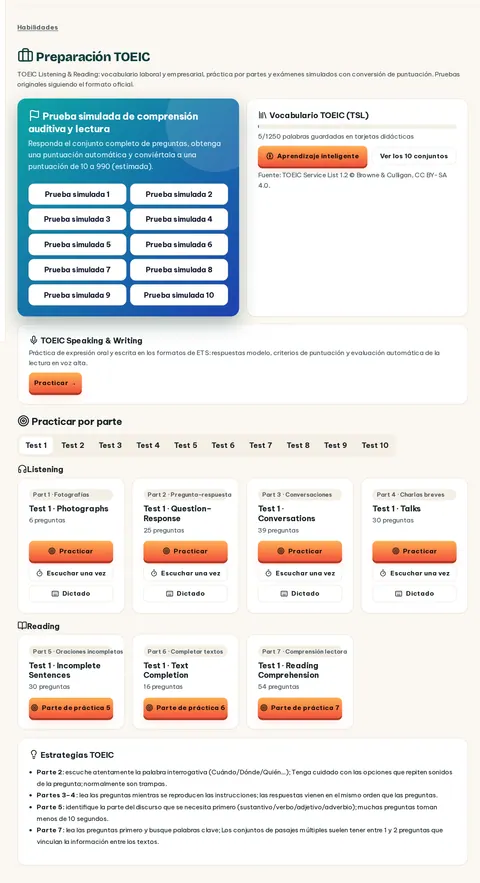 Habilidades
Preparación TOEIC
TOEIC Listening & Reading: vocabulario laboral y empresarial, práctica por partes y exámenes simulados con conversión de puntuación. Pruebas
originales siguiendo el formato oficial.
Prueba simulada de comprensión
auditiva y lectura
Responda el conjunto completo de preguntas, obtenga
una puntuación automática y conviértala a una
puntuación de 10 a 990 (estimada).
Prueba simulada 1
Prueba simulada 2
Prueba simulada 3
Prueba simulada 4
Prueba simulada 5
Prueba simulada 6
Prueba simulada 7
Prueba simulada 8
Prueba simulada 9
Prueba simulada 10
Vocabulario TOEIC (TSL)
5/1250 palabras guardadas en tarjetas didácticas
Aprendizaje inteligente
Ver los 10 conjuntos
Fuente: TOEIC Service List 1.2 © Browne & Culligan, CC BY-SA
4.0.
TOEIC Speaking & Writing
Práctica de expresión oral y escrita en los formatos de ETS: respuestas modelo, criterios de puntuación y evaluación automática de la
lectura en voz alta.
Practicar →
Practicar por parte
Test 1 Test 2 Test 3 Test 4 Test 5 Test 6 Test 7 Test 8 Test 9 Test 10
Listening
Part 1 · Fotografías
Test 1 · Photographs
6 preguntas
Practicar
Escuchar una vez
Dictado
Part 2 · Pregunta-respuesta
Test 1 · Question-
Response
25 preguntas
Practicar
Escuchar una vez
Dictado
Part 3 · Conversaciones
Test 1 ·
Conversations
39 preguntas
Practicar
Escuchar una vez
Dictado
Part 4 · Charlas breves
Test 1 · Talks
30 preguntas
Practicar
Escuchar una vez
Dictado
Reading
Part 5 · Oraciones incompletas
Test 1 · Incomplete
Sentences
30 preguntas
Parte de práctica 5
Part 6 · Completar textos
Test 1 · Text
Completion
16 preguntas
Parte de práctica 6
Part 7 · Comprensión lectora
Test 1 · Reading
Comprehension
54 preguntas
Parte de práctica 7
Estrategias TOEIC
• Parte 2: escuche atentamente la palabra interrogativa (Cuándo/Dónde/Quién...); Tenga cuidado con las opciones que repiten sonidos
de la pregunta; normalmente son trampas.
• Partes 3-4: lea las preguntas mientras se reproducen las instrucciones; las respuestas vienen en el mismo orden que las preguntas.
• Parte 5: identifique la parte del discurso que se necesita primero (sustantivo/verbo/adjetivo/adverbio); muchas preguntas toman
menos de 10 segundos.
• Parte 7: lea las preguntas primero y busque palabras clave; Los conjuntos de pasajes múltiples suelen tener entre 1 y 2 preguntas que
vinculan la información entre los textos.